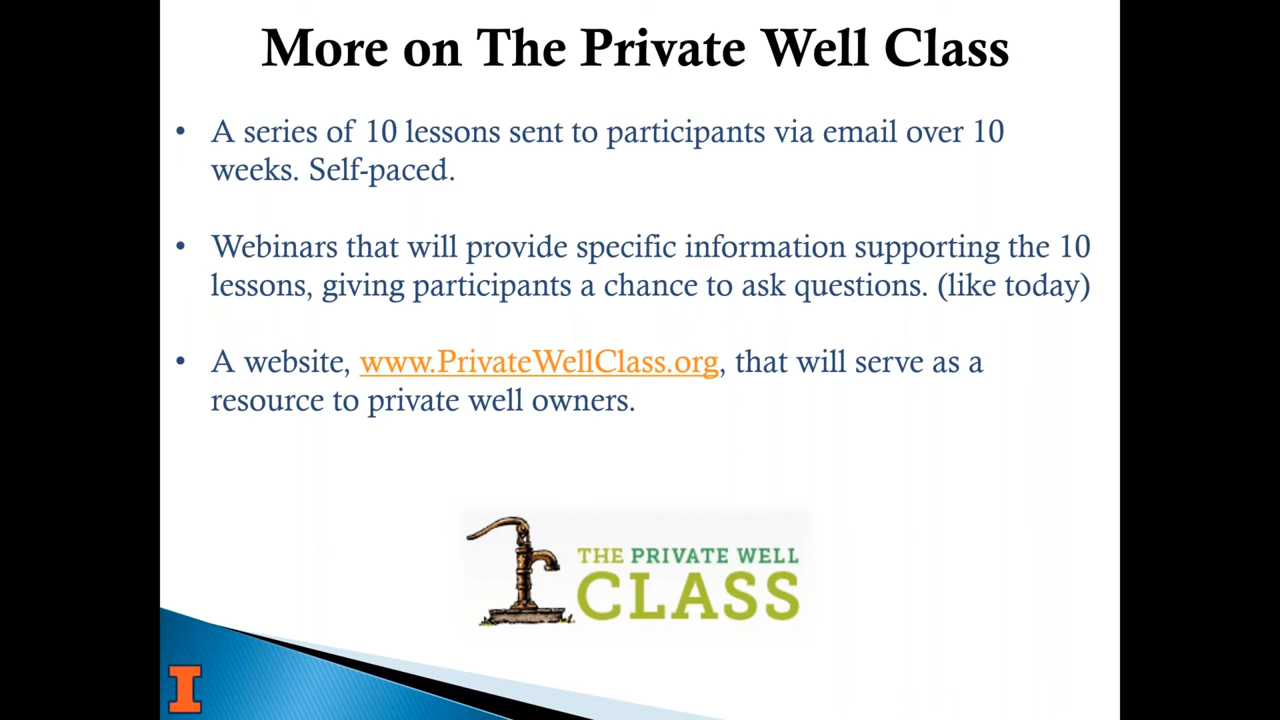 More on The Private Well Class
• A series of 10 lessons sent to participants via email over 10
weeks. Self-paced.
• Webinars that will provide specific information supporting the 10
lessons, giving participants a chance to ask questions. (like today)
• A website, www.PrivateWellClass.org, that will serve as a
resource to private well owners.
THE PRIVATE WELL
CLASS
I